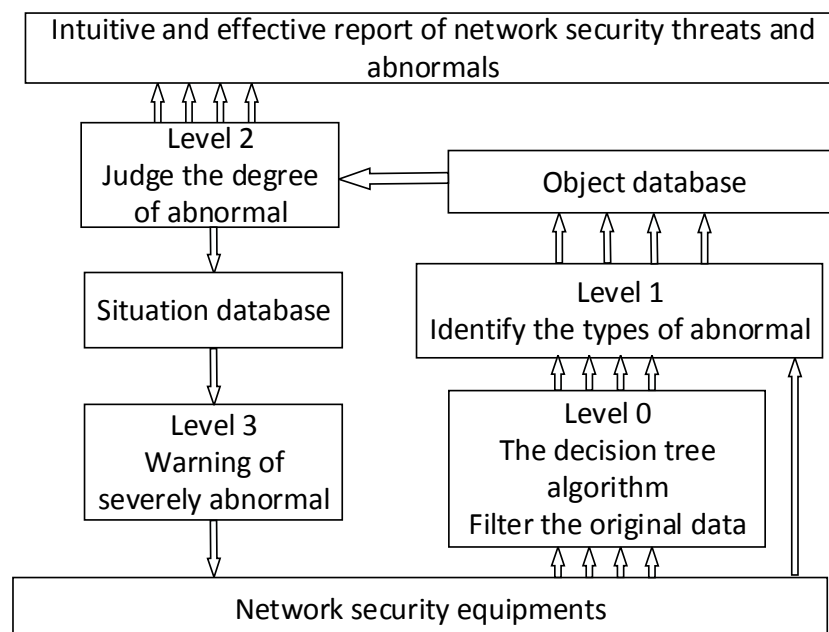 Intuitive and effective report of network security threats and
abnormals
Level 2
Judge the degree
of abnormal
Object database
Situation database
Level 1
Identify the types of abnormal
Level 3
Warning of
severely abnormal
Level 0
The decision tree
algorithm
Filter the original data
Network security equipments